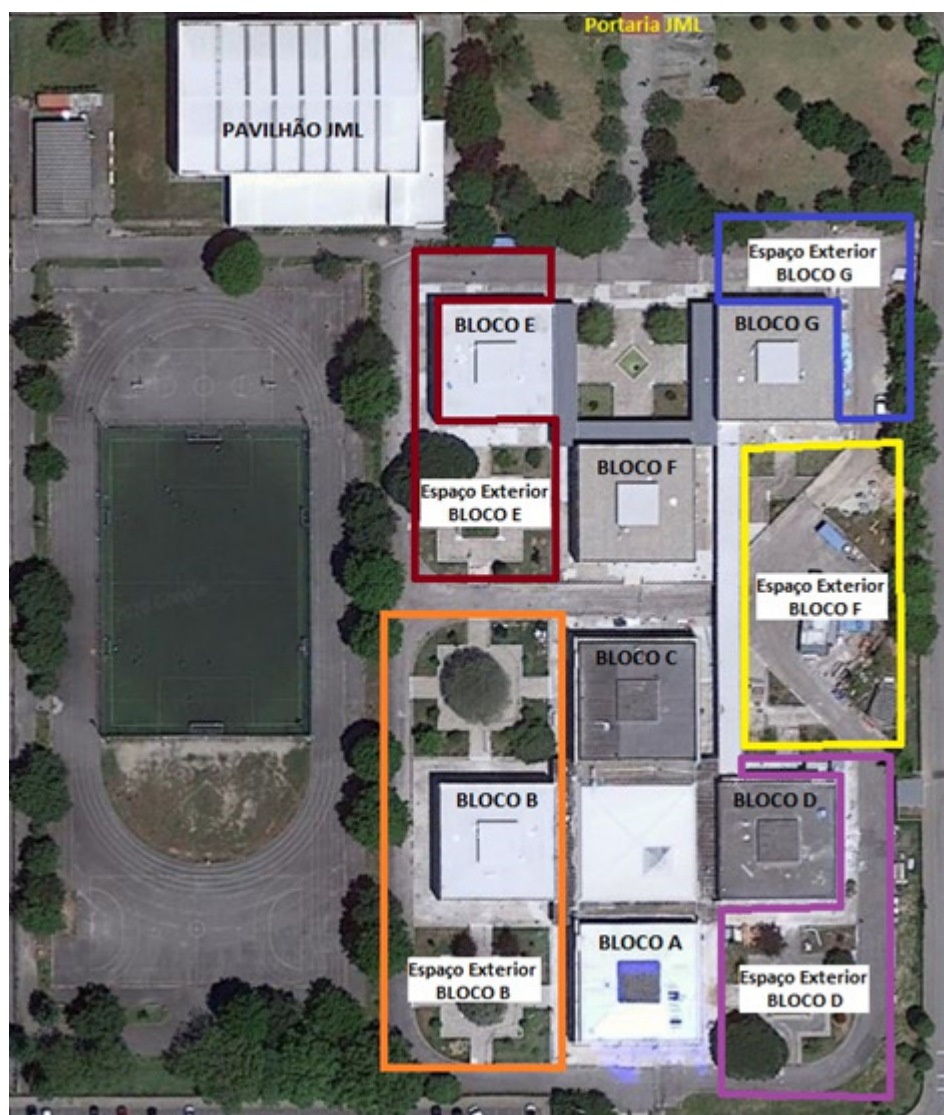 Portaria JML
PAVILHÃO JML
Espaço Exterior
BLOCO G
BLOCO E
BLOCO G
BLOCO F
Espaço Exterior
BLOCO E
Espaço Exterior
BLOCO F
BLOCO C
BLOCO B
BLOCO D
BLOCO A
Espaço Exterior
BLOCO B
Espaço Exterior
BLOCO D